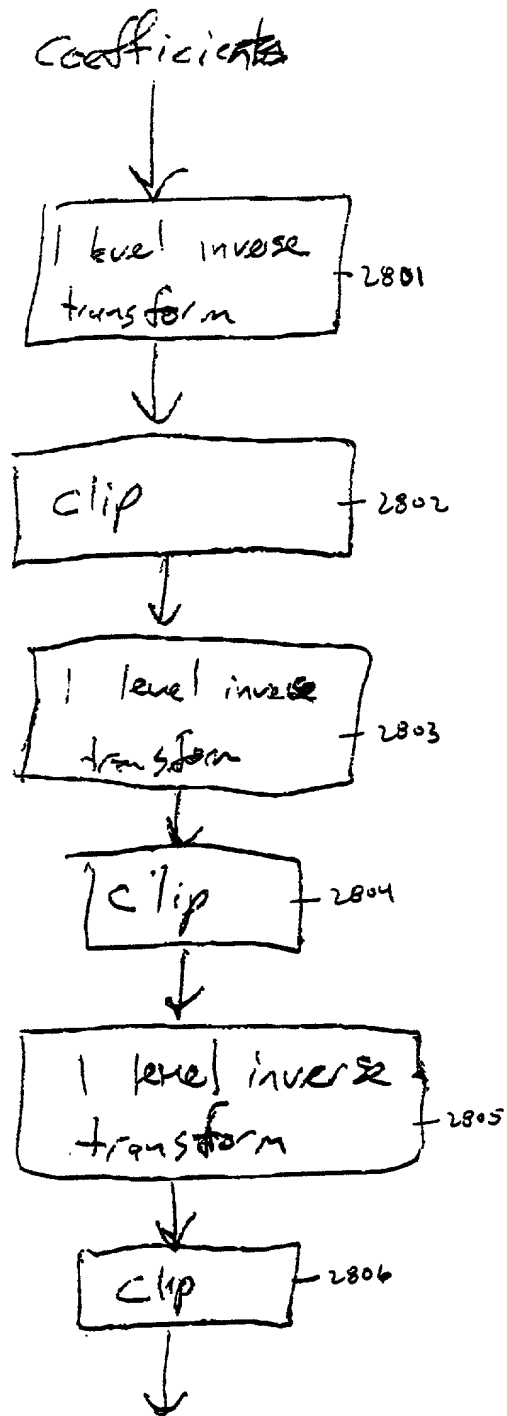 Coefficients
1 level inverse
transform
2801
Clip
2802
1 level inverse
transform
2803
Clip
2804
1 level inverse
transform
2805
Clip
2806